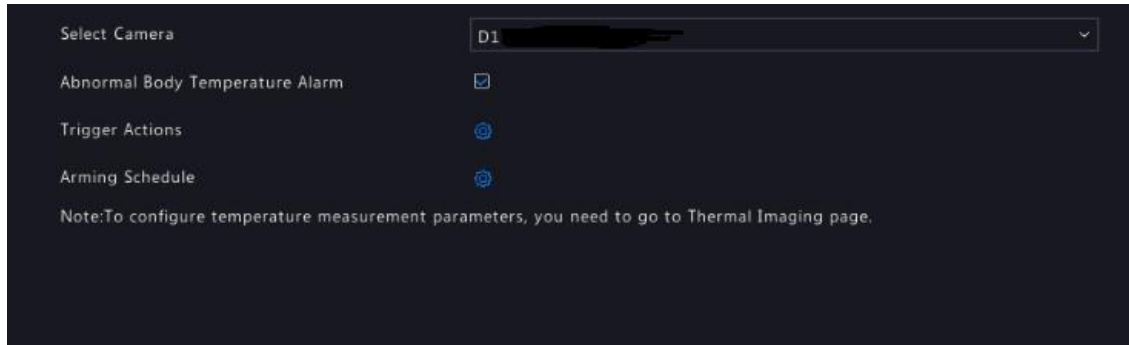 Select Camera D1
Abnormal Body Temperature Alarm
Trigger Actions
Arming Schedule
Note:To configure temperature measurement parameters, you need to go to Thermal Imaging page.